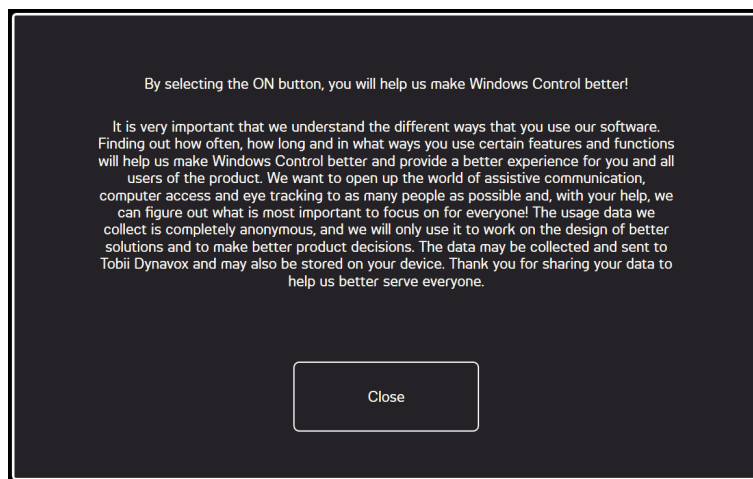 By selecting the ON button, you will help us make Windows Control better!
It is very important that we understand the different ways that you use our software.
Finding out how often, how long and in what ways you use certain features and functions
will help us make Windows Control better and provide a better experience for you and all
users of the product. We want to open up the world of assistive communication,
computer access and eye tracking to as many people as possible and, with your help, we
can figure out what is most important to focus on for everyone! The usage data we
collect is completely anonymous, and we will only use it to work on the design of better
solutions and to make better product decisions. The data may be collected and sent to
Tobii Dynavox and may also be stored on your device. Thank you for sharing your data to
help us better serve everyone.
Close